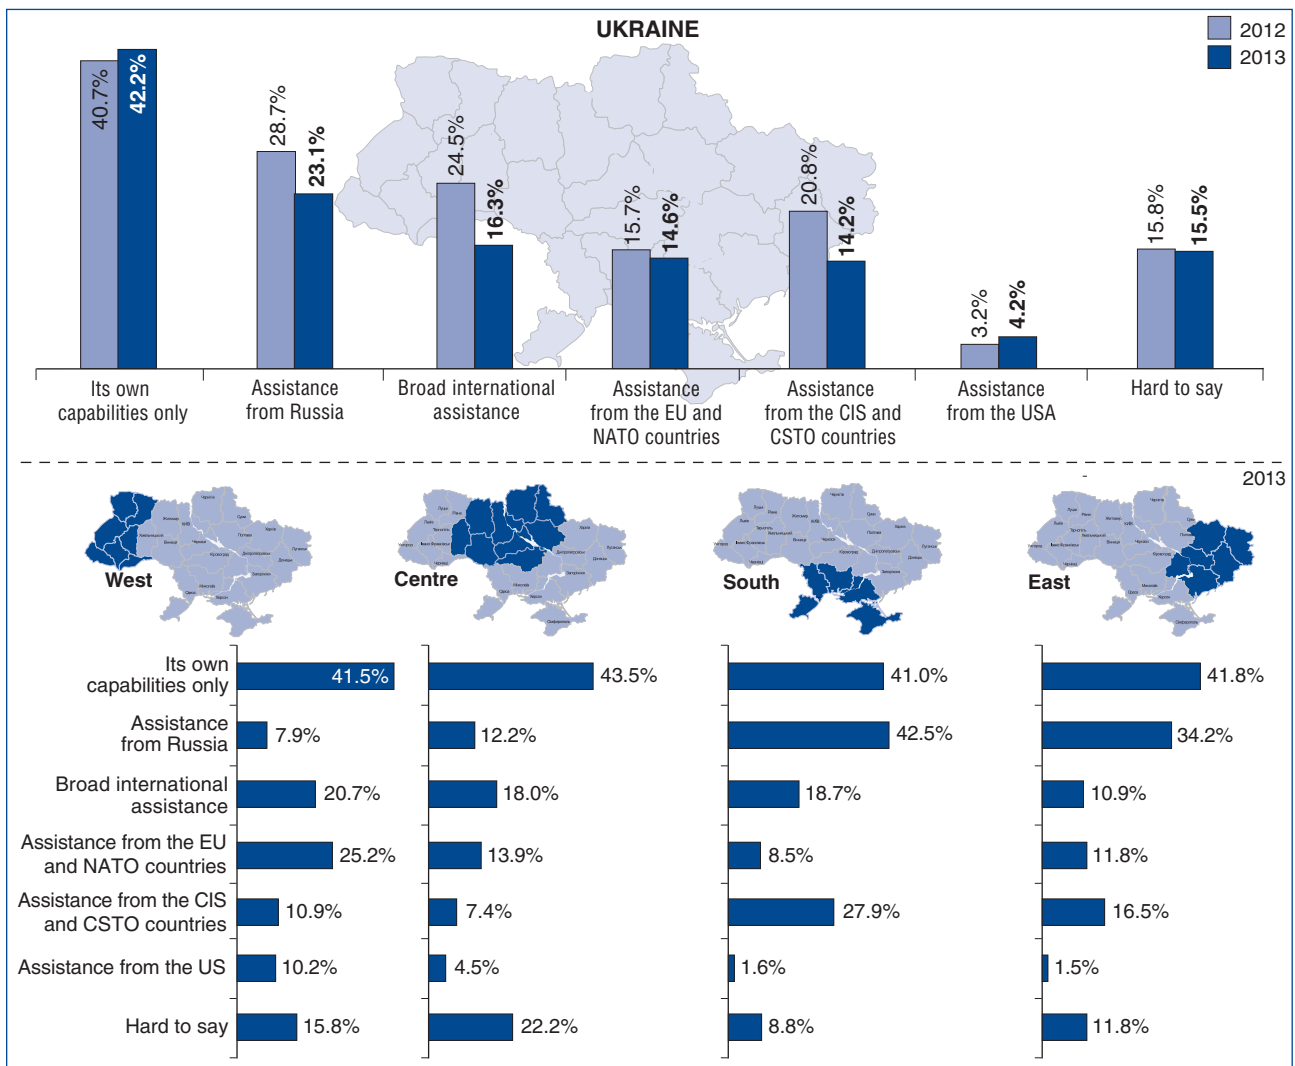 UKRAINE
2012
2013
40.7%
42.2%
28.7%
23.1%
24.5%
16.3%
15.7%
14.6%
20.8%
14.2%
3.2%
4.2%
15.8%
15.5%
Its own
capabilities only
Assistance
from Russia
Broad international
assistance
Assistance
from the EU and
NATO countries
Assistance
from the CIS and
CSTO countries
Assistance
from the USA
Hard to say
2013
West
Centre
South
East
Its own
capabilities only
41.5%
43.5%
41.0%
41.8%
Assistance
from Russia
7.9%
12.2%
42.5%
34.2%
Broad international
assistance
20.7%
18.0%
18.7%
10.9%
Assistance from the EU
and NATO countries
25.2%
13.9%
8.5%
11.8%
Assistance from the CIS
and CSTO countries
10.9%
7.4%
27.9%
16.5%
Assistance from the US
10.2%
4.5%
1.6%
1.5%
Hard to say
15.8%
22.2%
8.8%
11.8%